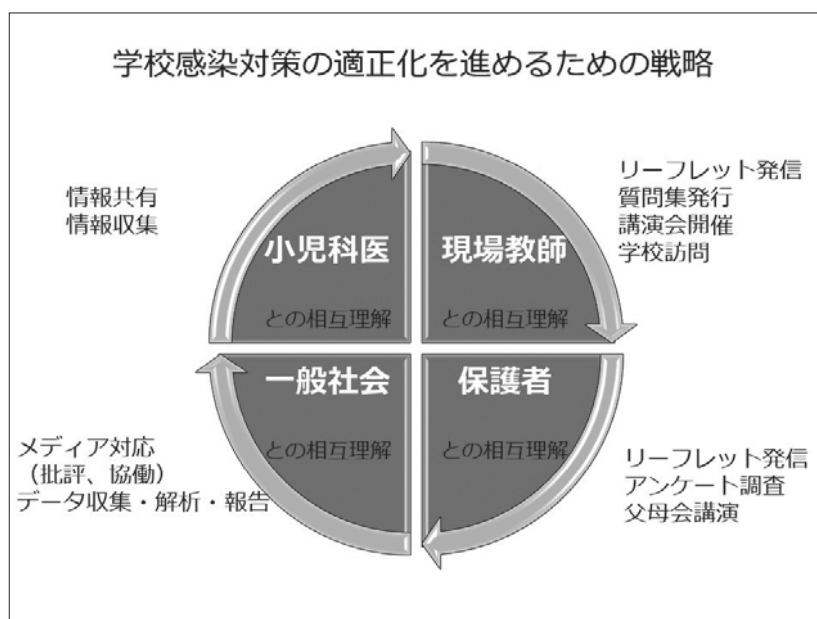 学校感染対策の適正化を進めるための戦略
情報共有
情報収集
小児科医
との相互理解
現場教師
との相互理解
リーフレット発信
質問集発行
講演会開催
学校訪問
一般社会
との相互理解
保護者
との相互理解
メディア対応
（批評、協働）
データ収集・解析・報告
リーフレット発信
アンケート調査
父母会講演